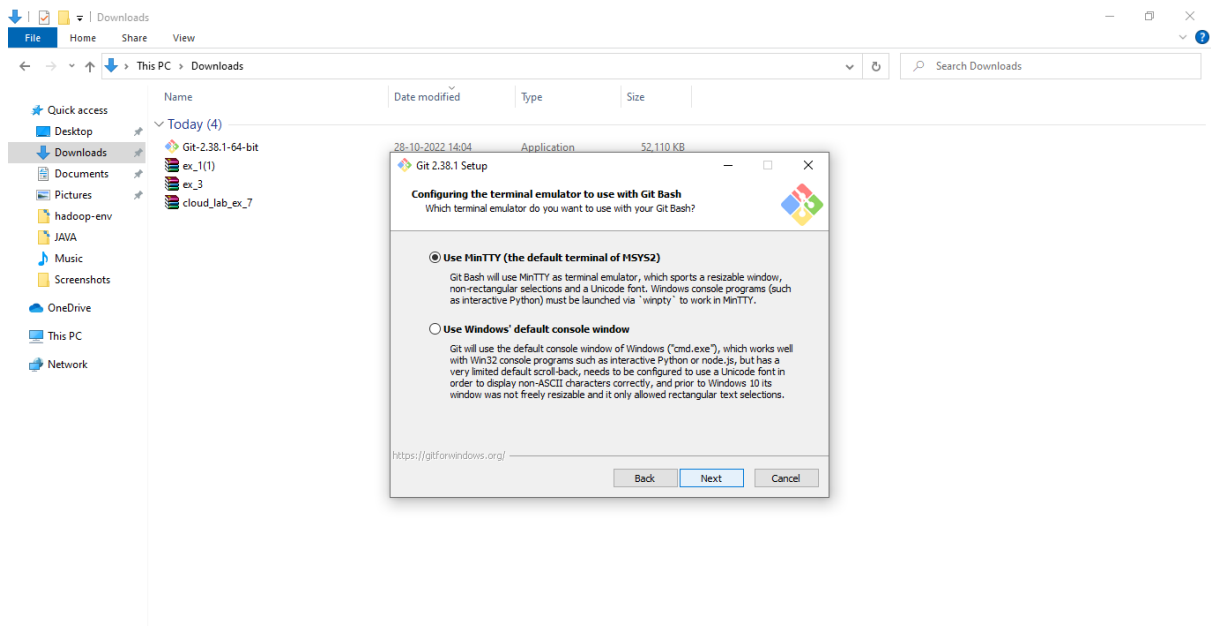 Downloads
File Home Share View
This PC > Downloads
Search Downloads
Name Date modified Type Size
Quick access
Desktop
Downloads
Documents
Pictures
hadoop-env
JAVA
Music
Screenshots
OneDrive
This PC
Network
Today (4)
Git-2.38.1-64-bit 28-10-2022 14:04 Application 52,110 KB
ex_1(1)
ex_3
cloud_lab_ex_7
Git 2.38.1 Setup
Configuring the terminal emulator to use with Git Bash
Which terminal emulator do you want to use with your Git Bash?
Use MinTTY (the default terminal of MSYS2)
Git Bash will use MinTTY as terminal emulator, which sports a resizable window,
non-rectangular selections and a Unicode font. Windows console programs (such
as interactive Python) must be launched via `winpty` to work in MinTTY.
Use Windows' default console window
Git will use the default console window of Windows ("cmd.exe"), which works well
with Win32 console programs such as interactive Python or node.js, but has a
very limited default scroll-back, needs to be configured to use a Unicode font in
order to display non-ASCII characters correctly, and prior to Windows 10 its
window was not freely resizable and it only allowed rectangular text selections.
https://gitforwindows.org/
Back Next Cancel